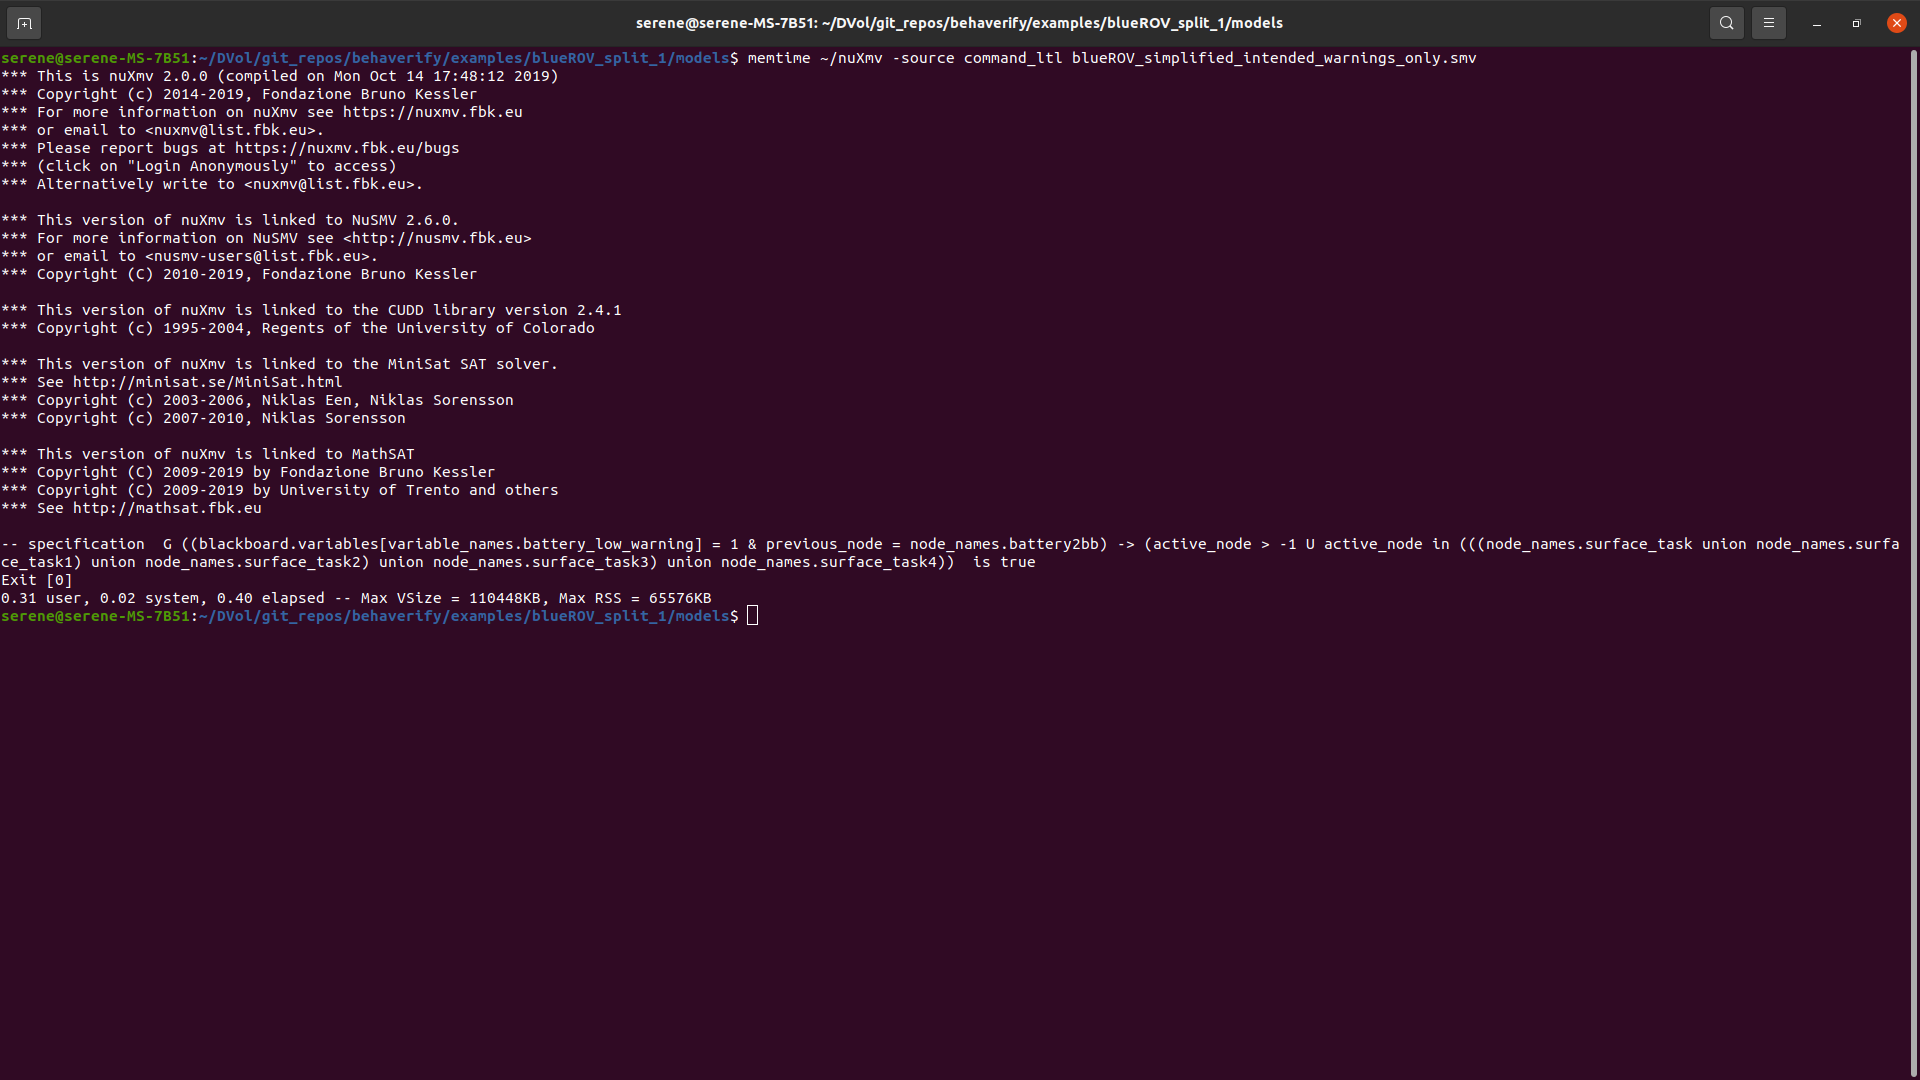 serene@serene-MS-7B51: ~/DVol/git_repos/behaverify/examples/blueROV_split_1/models
serene@serene-MS-7B51:~/DVol/git_repos/behaverify/examples/blueROV_split_1/models$ memtime ~/nuXmv -source command_ltl blueROV_simplified_intended_warnings_only.smv
*** This is nuXmv 2.0.0 (compiled on Mon Oct 14 17:48:12 2019)
*** Copyright (c) 2014-2019, Fondazione Bruno Kessler
*** For more information on nuXmv see https://nuxmv.fbk.eu
*** or email to <nuxmv@list.fbk.eu>.
*** Please report bugs at https://nuxmv.fbk.eu/bugs
*** (click on "Login Anonymously" to access)
*** Alternatively write to <nuxmv@list.fbk.eu>.

*** This version of nuXmv is linked to NuSMV 2.6.0.
*** For more information on NuSMV see <http://nusmv.fbk.eu>
*** or email to <nusmv-users@list.fbk.eu>.
*** Copyright (C) 2010-2019, Fondazione Bruno Kessler

*** This version of nuXmv is linked to the CUDD library version 2.4.1
*** Copyright (c) 1995-2004, Regents of the University of Colorado

*** This version of nuXmv is linked to the MiniSat SAT solver.
*** See http://minisat.se/MiniSat.html
*** Copyright (c) 2003-2006, Niklas Een, Niklas Sorensson
*** Copyright (c) 2007-2010, Niklas Sorensson

*** This version of nuXmv is linked to MathSAT
*** Copyright (C) 2009-2019 by Fondazione Bruno Kessler
*** Copyright (C) 2009-2019 by University of Trento and others
*** See http://mathsat.fbk.eu

-- specification  G ((blackboard.variables[variable_names.battery_low_warning] = 1 & previous_node = node_names.battery2bb) -> (active_node > -1 U active_node in (((node_names.surface_task union node_names.surfa
ce_task1) union node_names.surface_task2) union node_names.surface_task3) union node_names.surface_task4))  is true
Exit [0]
0.31 user, 0.02 system, 0.40 elapsed -- Max VSize = 110448KB, Max RSS = 65576KB
serene@serene-MS-7B51:~/DVol/git_repos/behaverify/examples/blueROV_split_1/models$